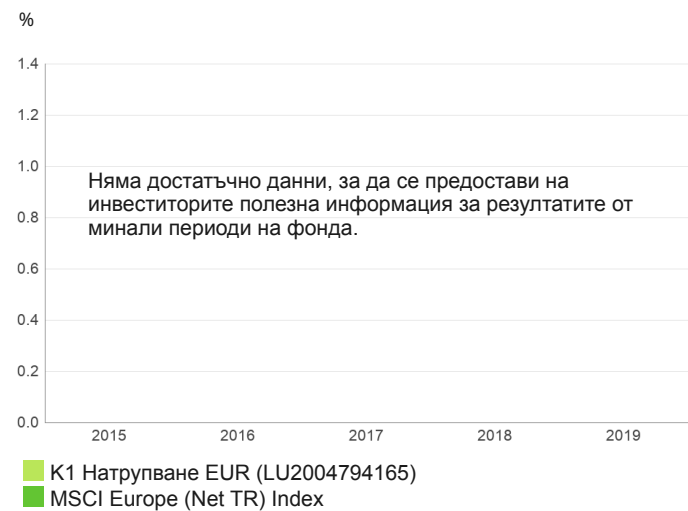 %
1.4
1.2
1.0
Няма достатъчно данни, за да се предостави на
инвеститорите полезна информация за резултатите от
минали периоди на фонда.
0.8
0.6
0.4
0.2
0.0
2015 2016 2017 2018 2019
K1 Натрупване EUR (LU2004794165)
MSCI Europe (Net TR) Index